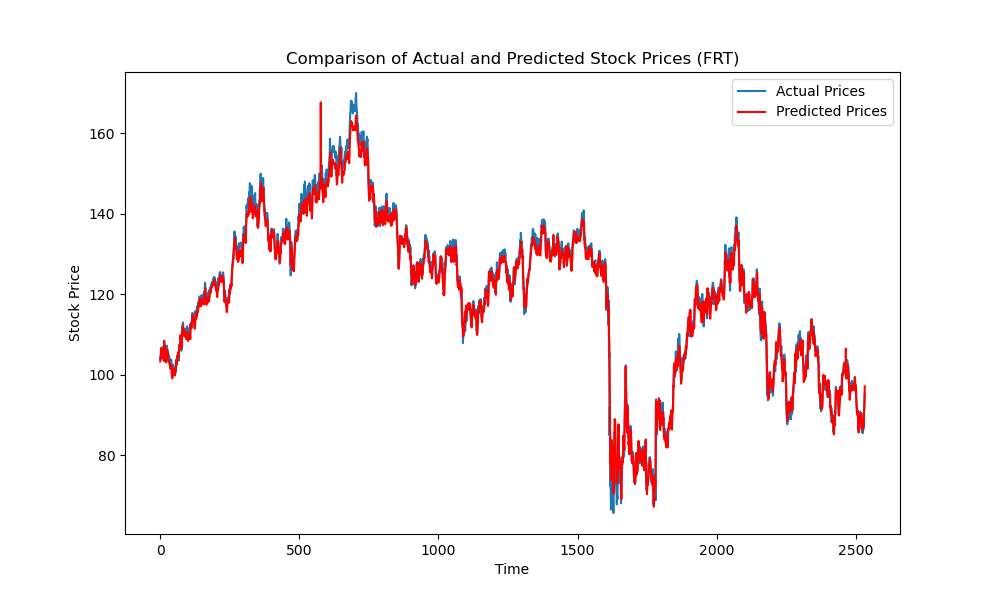 Comparison of Actual and Predicted Stock Prices (FRT)
Actual Prices
Predicted Prices
Stock Price
160
140
120
100
80
0 500 1000 1500 2000 2500
Time